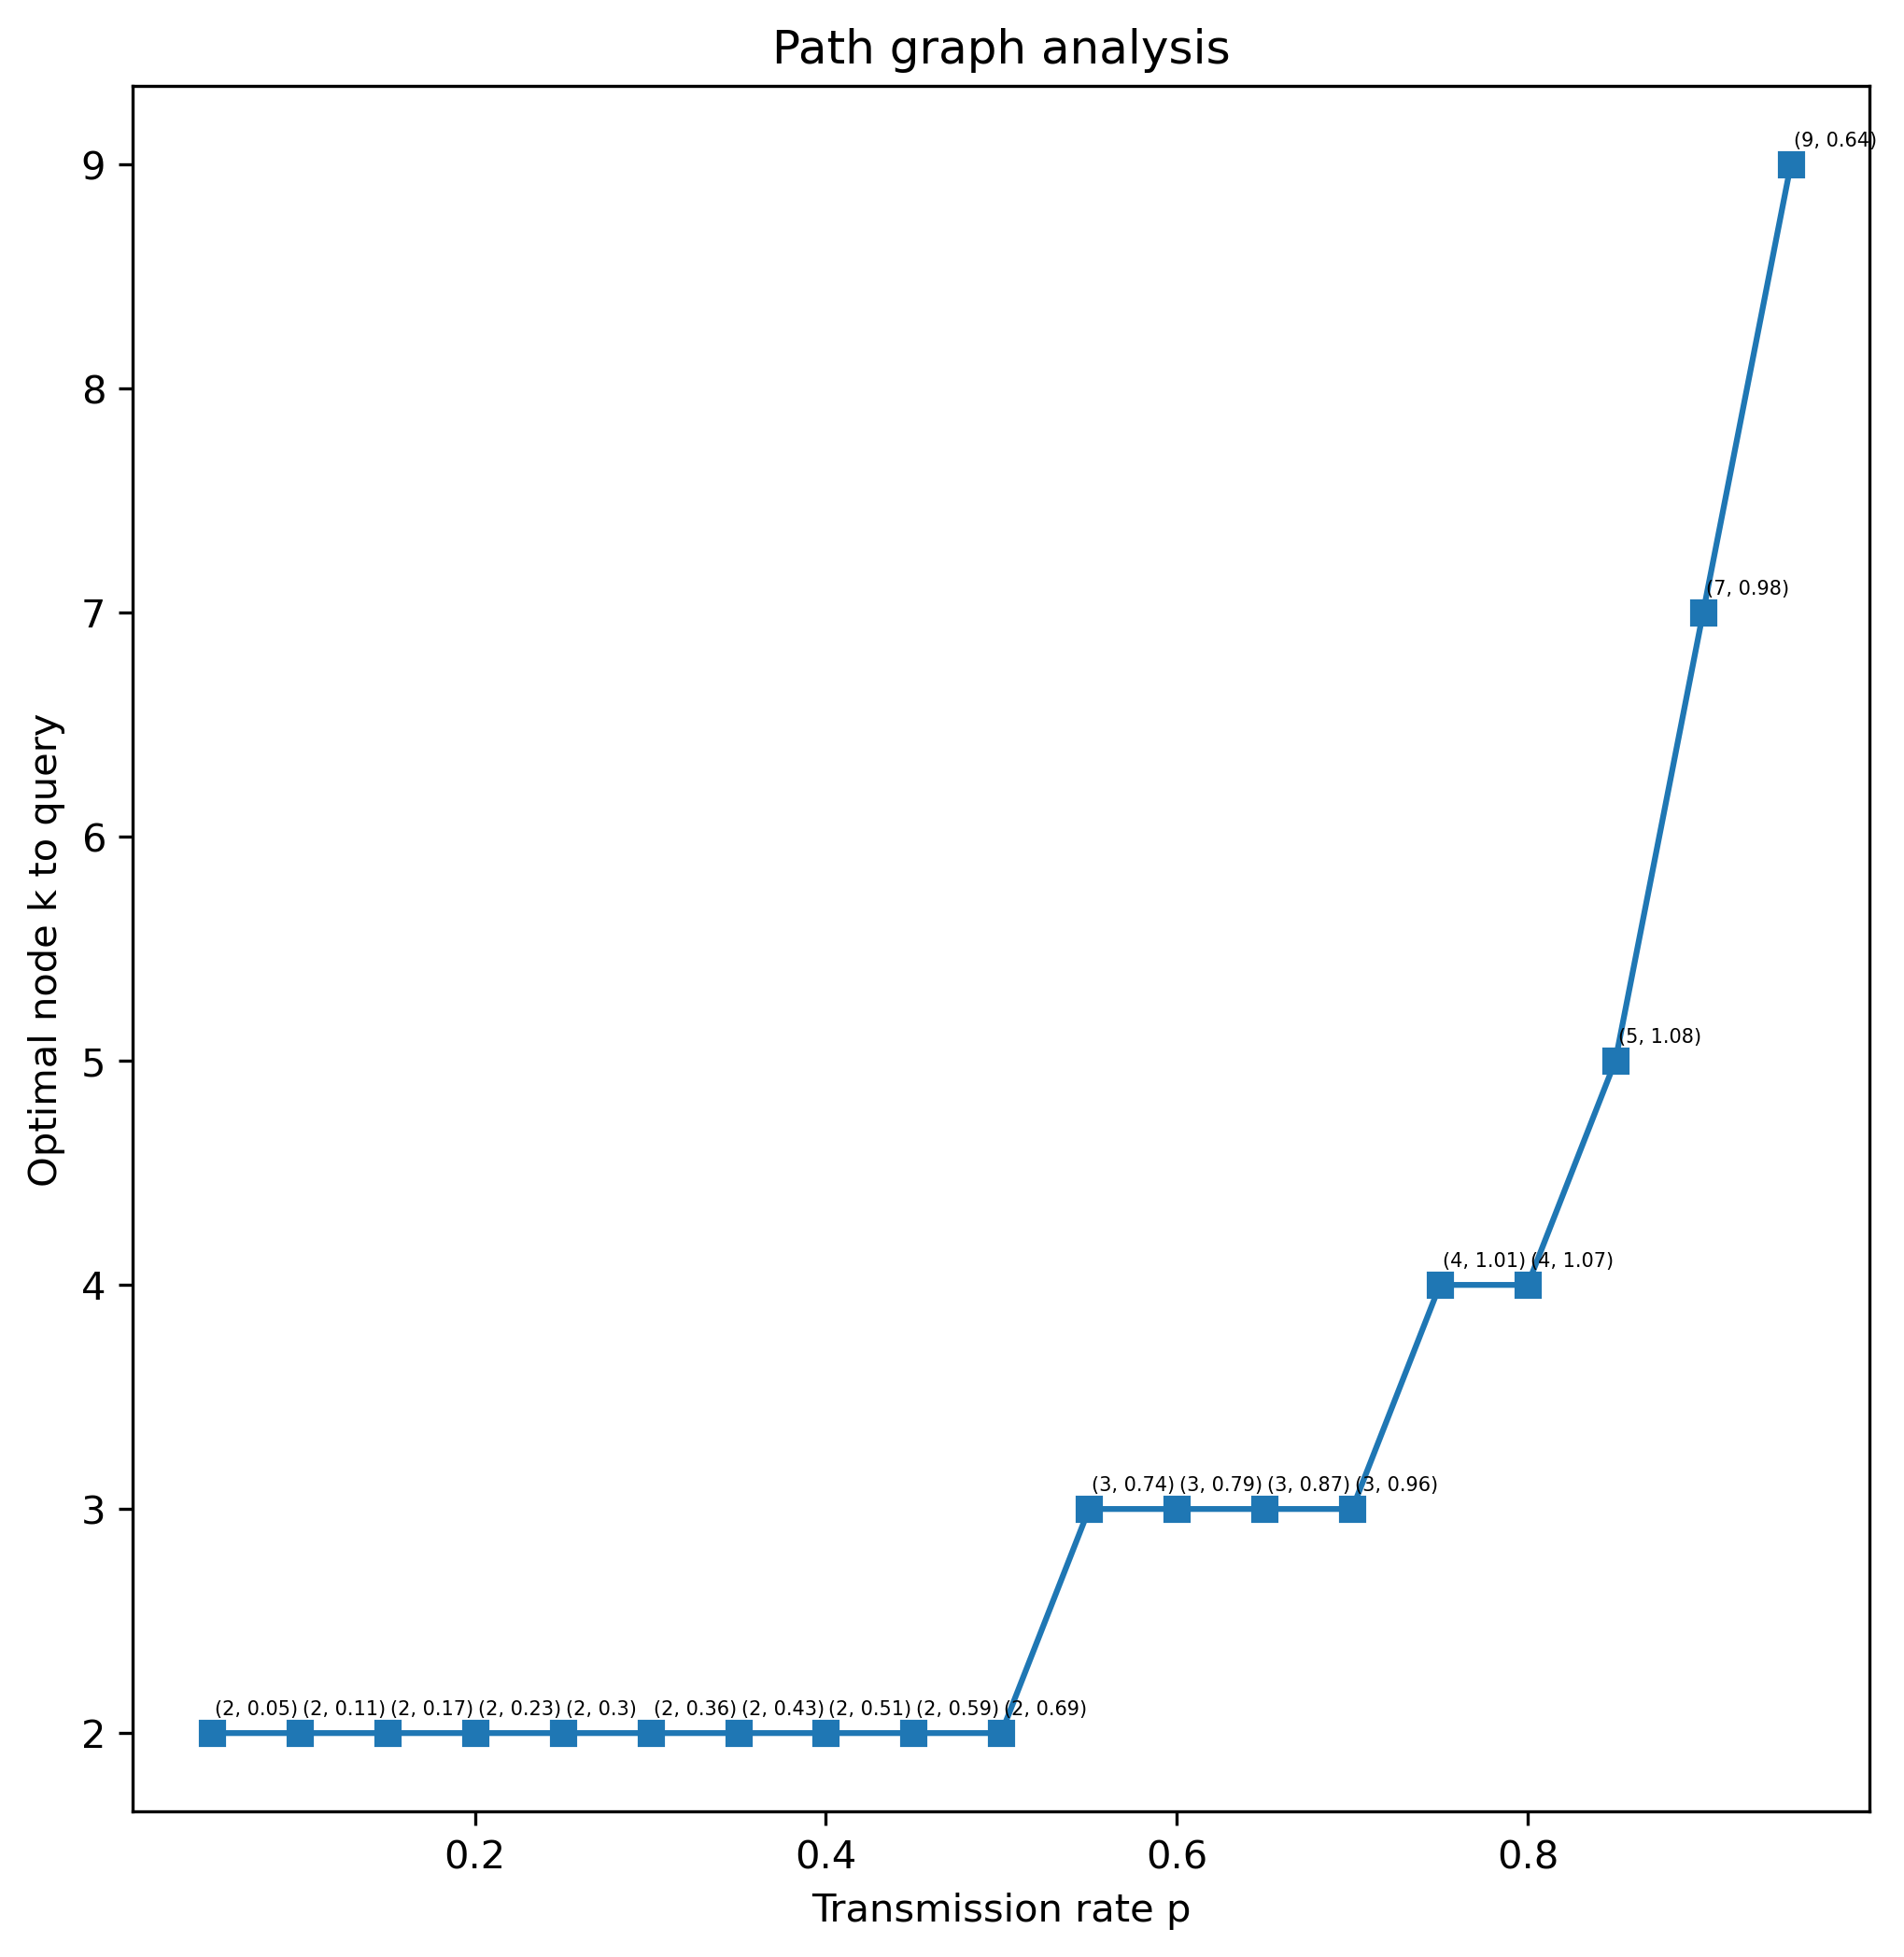 Path graph analysis
(9, 0.64)
9
8
(7, 0.98)
7
Optimal node k to query
6
(5, 1.08)
5
(4, 1.01) (4, 1.07)
4
(3, 0.74) (3, 0.79) (3, 0.87) (3, 0.96)
3
(2, 0.05) (2, 0.11) (2, 0.17) (2, 0.23) (2, 0.3) (2, 0.36) (2, 0.43) (2, 0.51) (2, 0.59) (2, 0.69)
2
0.2 0.4 0.6 0.8
Transmission rate p